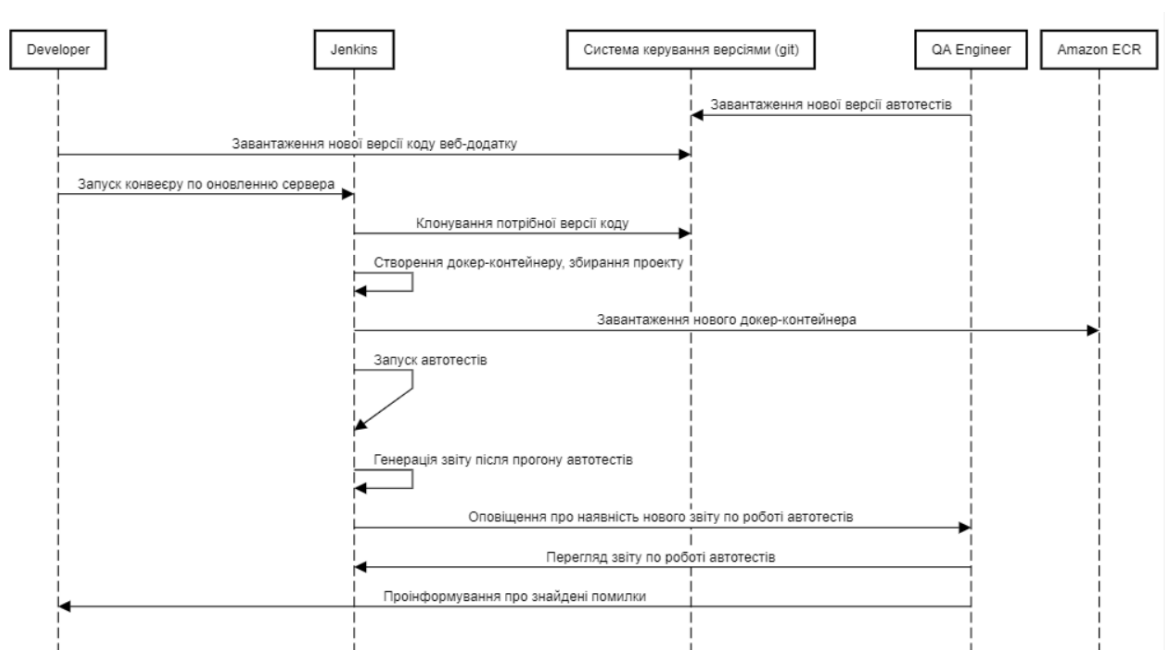 Developer
Jenkins
Система керування версіями (git)
QA Engineer
Amazon ECR
Завантаження нової версії автотестів
Завантаження нової версії коду веб-додатку
Запуск конвеєру по оновленню сервера
Клонування потрібної версії коду
Створення докер-контейнеру, збирання проекту
Завантаження нового докер-контейнера
Запуск автотестів
Генерація звіту після прогону автотестів
Оповіщення про наявність нового звіту по роботі автотестів
Перегляд звіту по роботі автотестів
Проінформування про знайдені помилки